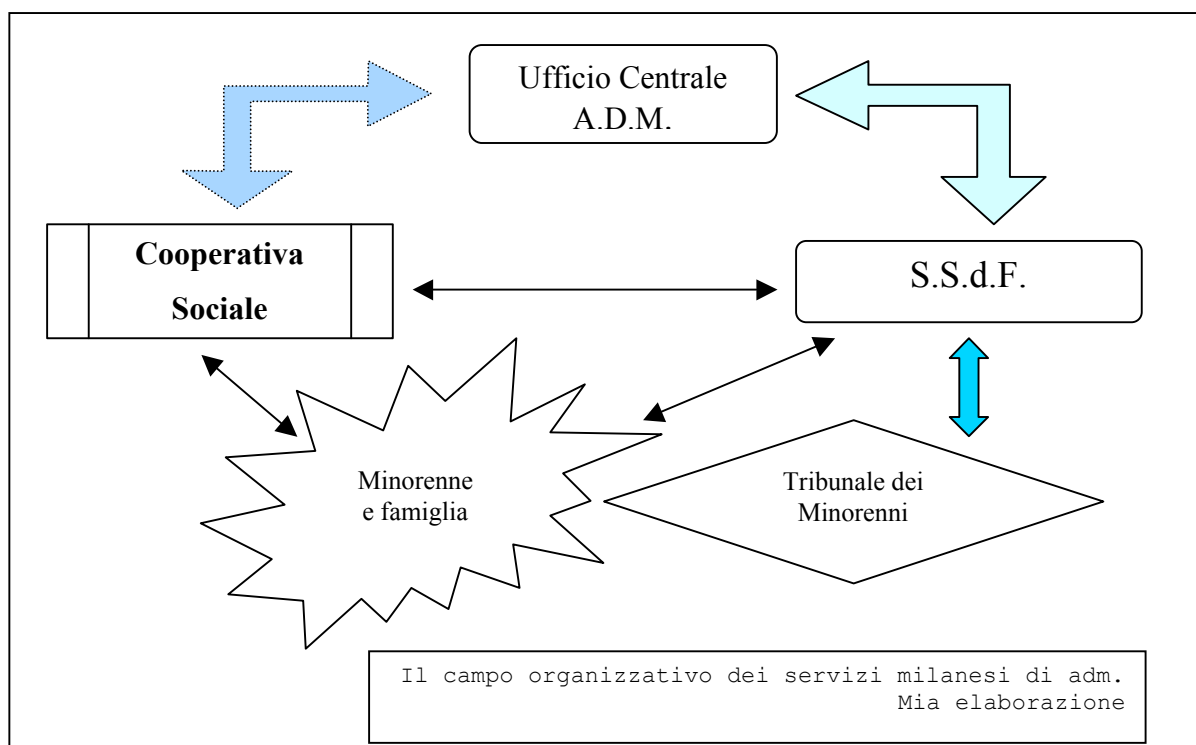 Ufficio Centrale
A.D.M.
Cooperativa
Sociale
S.S.d.F.
Minorenne
e famiglia
Tribunale dei
Minorenni
Il campo organizzativo dei servizi milanesi di adm.
Mia elaborazione